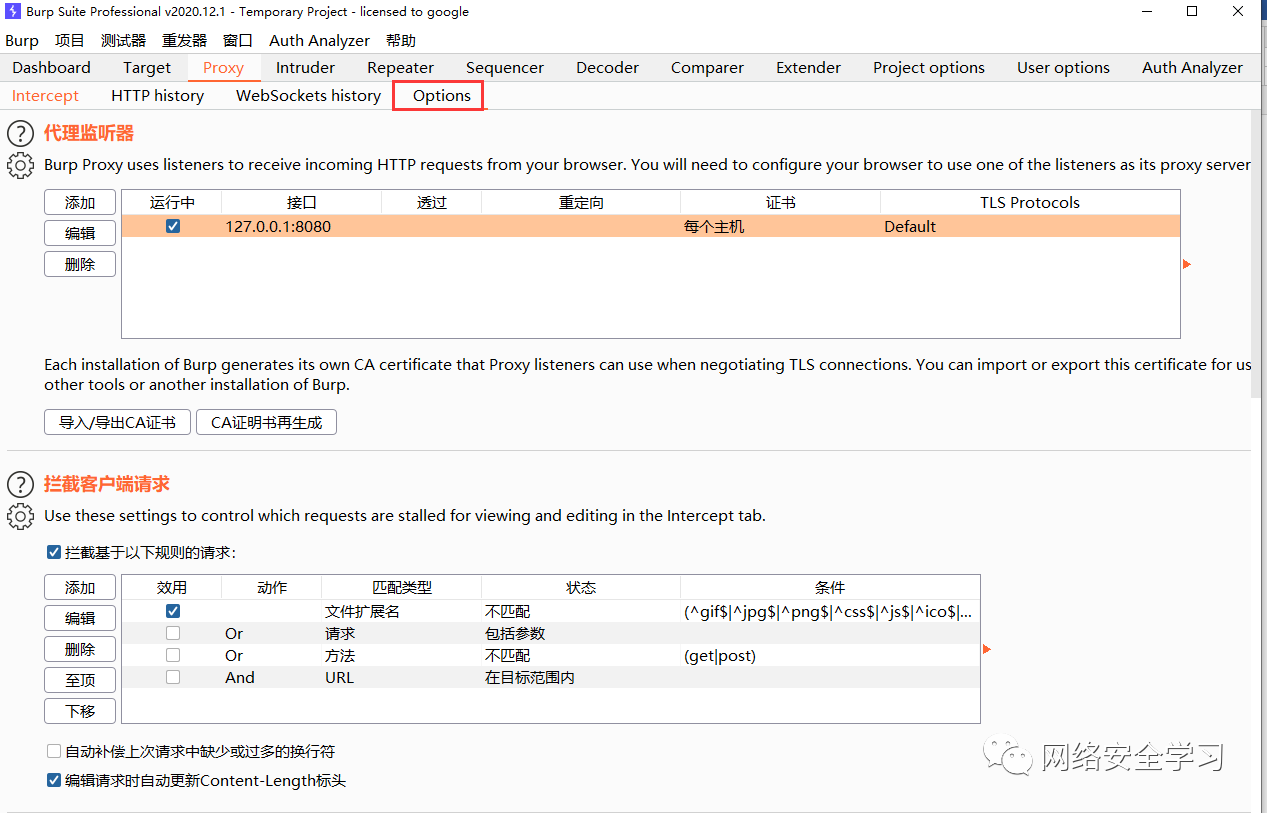 Burp Suite Professional v2020.12.1 - Temporary Project - licensed to google
Burp 项目 测试器 重发器 窗口 Auth Analyzer 帮助
Dashboard Target Proxy Intruder Repeater Sequencer Decoder Comparer Extender Project options User options Auth Analyzer
Intercept HTTP history WebSockets history Options
代理监听器
Burp Proxy uses listeners to receive incoming HTTP requests from your browser. You will need to configure your browser to use one of the listeners as its proxy server
添加 运行中 接口 透过 重定向 证书 TLS Protocols
127.0.0.1:8080 每个主机 Default
编辑
删除
Each installation of Burp generates its own CA certificate that Proxy listeners can use when negotiating TLS connections. You can import or export this certificate for us
other tools or another installation of Burp.
导入/导出CA证书 CA证明书再生成
拦截客户端请求
Use these settings to control which requests are stalled for viewing and editing in the Intercept tab.
拦截基于以下规则的请求:
添加 效用 动作 匹配类型 状态 条件
编辑 文件扩展名 不匹配 (^gif$|^jpg$|^png$|^css$|^js$|^ico$|...
Or 请求 包括参数
删除 Or 方法 不匹配 (get|post)
至顶 And URL 在目标范围内
下移
自动补偿上次请求中缺少或过多的换行符
编辑请求时自动更新Content-Length标头
网络安全学习